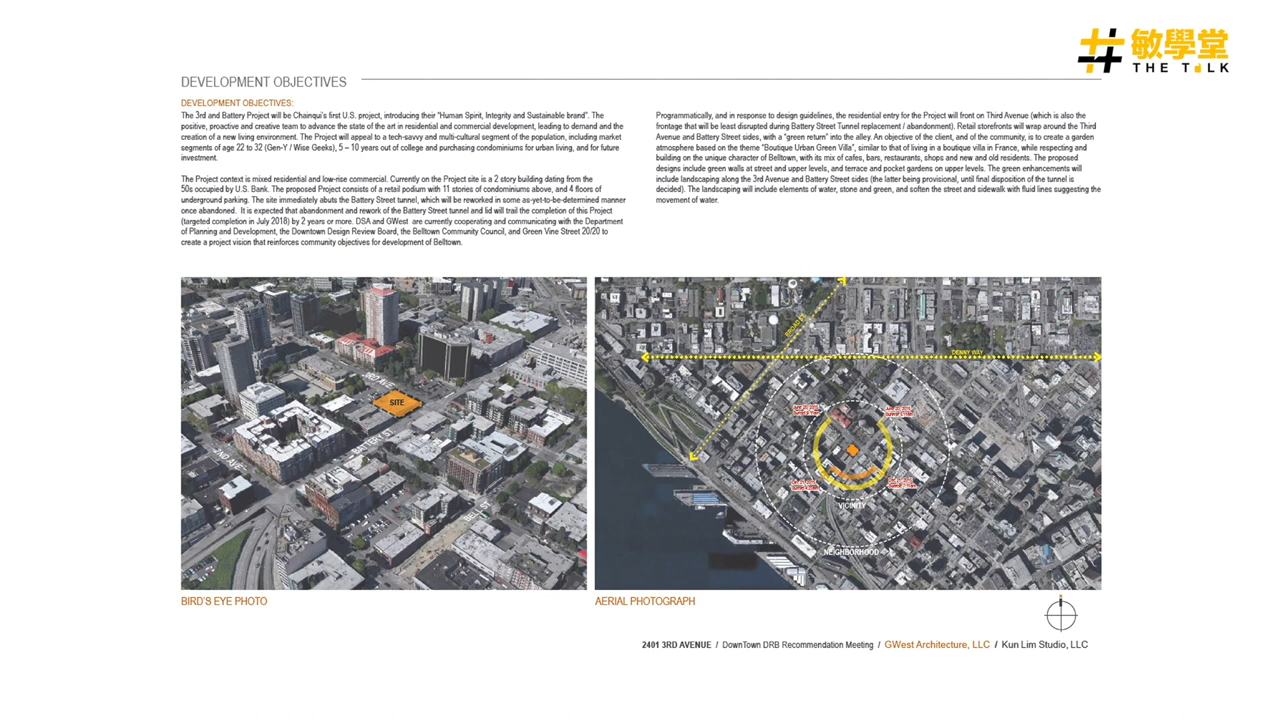 敏學堂
THE TALK
DEVELOPMENT OBJECTIVES
DEVELOPMENT OBJECTIVES:
The 3rd and Battery Project will be Chainqui's first U.S. project, introducing their “Human Spirit, Integrity and Sustainable brand”. The
positive, proactive and creative team to advance the state of the art in residential and commercial development, leading to demand and the
creation of a new living environment. The Project will appeal to a tech-savvy and multi-cultural segment of the population, including market
segments of age 22 to 32 (Gen-Y / Wise Geeks), 5 – 10 years out of college and purchasing condominiums for urban living, and for future
investment.
The Project context is mixed residential and low-rise commercial. Currently on the Project site is a 2 story building dating from the
50s occupied by U.S. Bank. The proposed Project consists of a retail podium with 11 stories of condominiums above, and 4 floors of
underground parking. The site immediately abuts the Battery Street tunnel, which will be reworked in some as-yet-to-be-determined manner
once abandoned. It is expected that abandonment and rework of the Battery Street tunnel and lid will trail the completion of this Project
(targeted completion in July 2018) by 2 years or more. DSA and GWest are currently cooperating and communicating with the Department
of Planning and Development, the Downtown Design Review Board, the Belltown Community Council, and Green Vine Street 20/20 to
create a project vision that reinforces community objectives for development of Belltown.
Programmatically, and in response to design guidelines, the residential entry for the Project will front on Third Avenue (which is also the
frontage that will be least disrupted during Battery Street Tunnel replacement / abandonment). Retail storefronts will wrap around the Third
Avenue and Battery Street sides, with a “green return” into the alley. An objective of the client, and of the community, is to create a garden
atmosphere based on the theme “Boutique Urban Green Villa”, similar to that of living in a boutique villa in France, while respecting and
building on the unique character of Belltown, with its mix of cafes, bars, restaurants, shops and new and old residents. The proposed
designs include green walls at street and upper levels, and terrace and pocket gardens on upper levels. The green enhancements will
include landscaping along the 3rd Avenue and Battery Street sides (the latter being provisional, until final disposition of the tunnel is
decided). The landscaping will include elements of water, stone and green, and soften the street and sidewalk with fluid lines suggesting the
movement of water.
3RD AVE
SITE
BATTERY ST
2ND AVE
BELL ST
BROAD ST
DENNY WAY
VICINITY
NEIGHBORHOOD
BIRD'S EYE PHOTO
AERIAL PHOTOGRAPH
2401 3RD AVENUE / DownTown DRB Recommendation Meeting / GWest Architecture, LLC / Kun Lim Studio, LLC